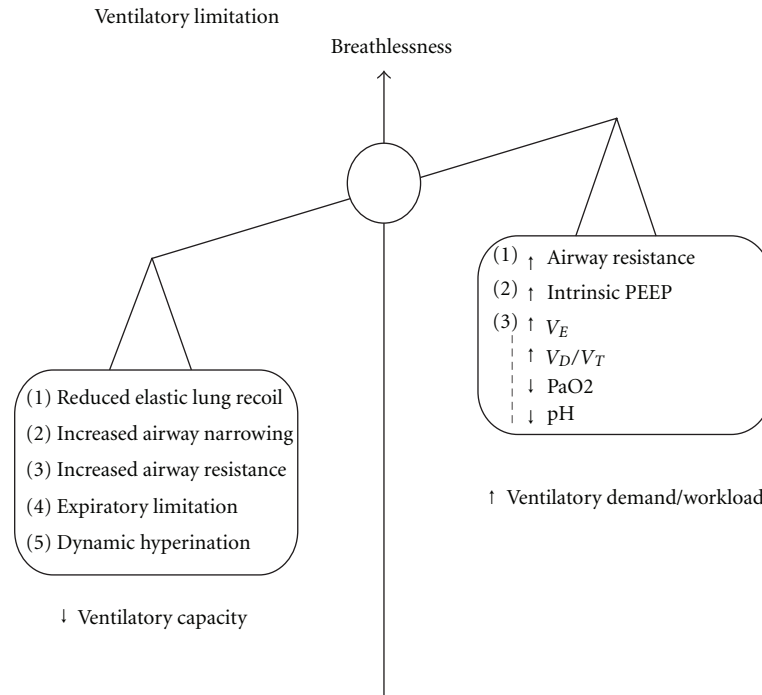 Ventilatory limitation
Breathlessness
(1) ↑ Airway resistance
(2) ↑ Intrinsic PEEP
(3) ↑ V_E
↑ V_D/V_T
↓ PaO2
↓ pH
↑ Ventilatory demand/workload
(1) Reduced elastic lung recoil
(2) Increased airway narrowing
(3) Increased airway resistance
(4) Expiratory limitation
(5) Dynamic hyperination
↓ Ventilatory capacity